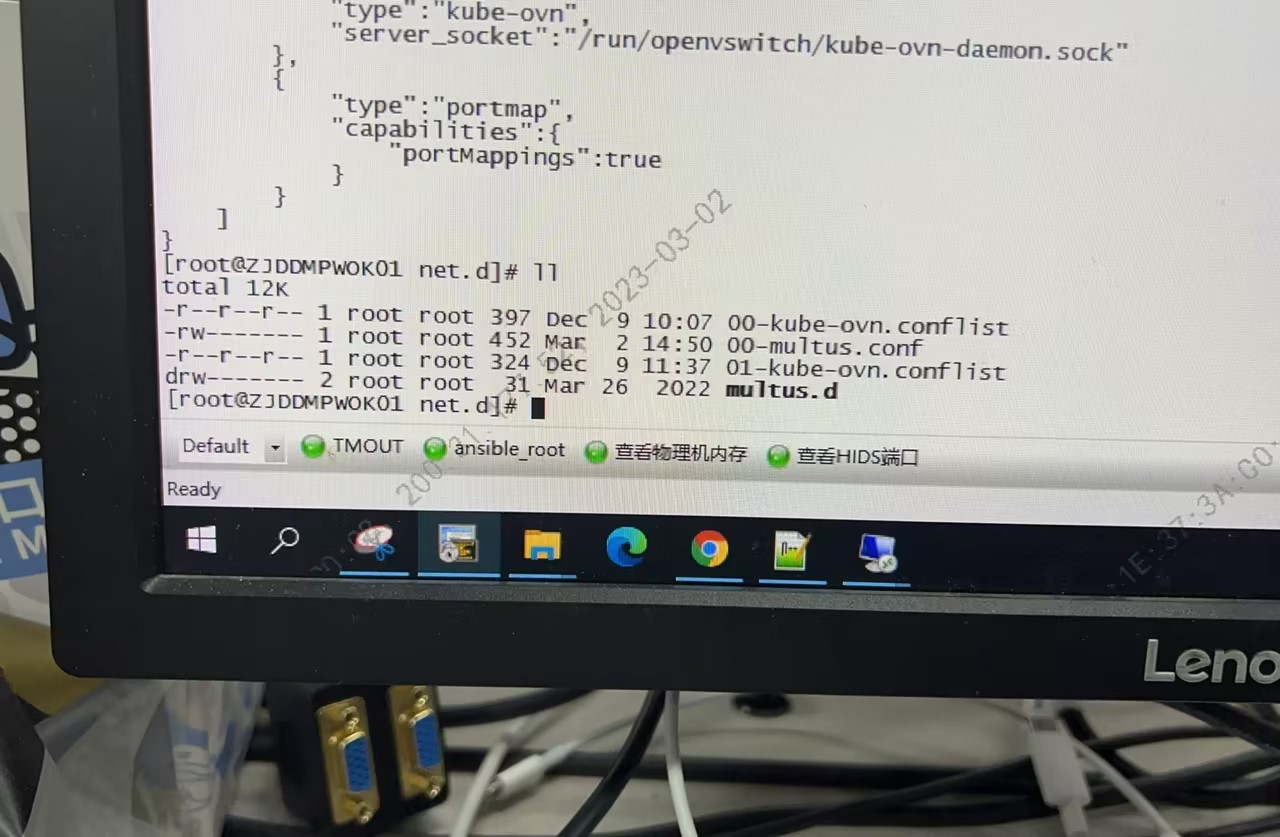 "type":"kube-ovn",
"server_socket":"/run/openvswitch/kube-ovn-daemon.sock"
},
{
"type":"portmap",
"capabilities":{
"portMappings":true
}
}
]
}
[root@ZJDDMPWOK01 net.d]# ll
total 12K
-r--r--r-- 1 root root 397 Dec 9 10:07 00-kube-ovn.conflist
-rw------- 1 root root 452 Mar 2 14:50 00-multus.conf
-r--r--r-- 1 root root 324 Dec 9 11:37 01-kube-ovn.conflist
drw------- 2 root root 31 Mar 26 2022 multus.d
[root@ZJDDMPWOK01 net.d]#
2023-03-02
Default TMOUT ansible_root 查看物理机内存 查看HIDS端口
Ready
Leno